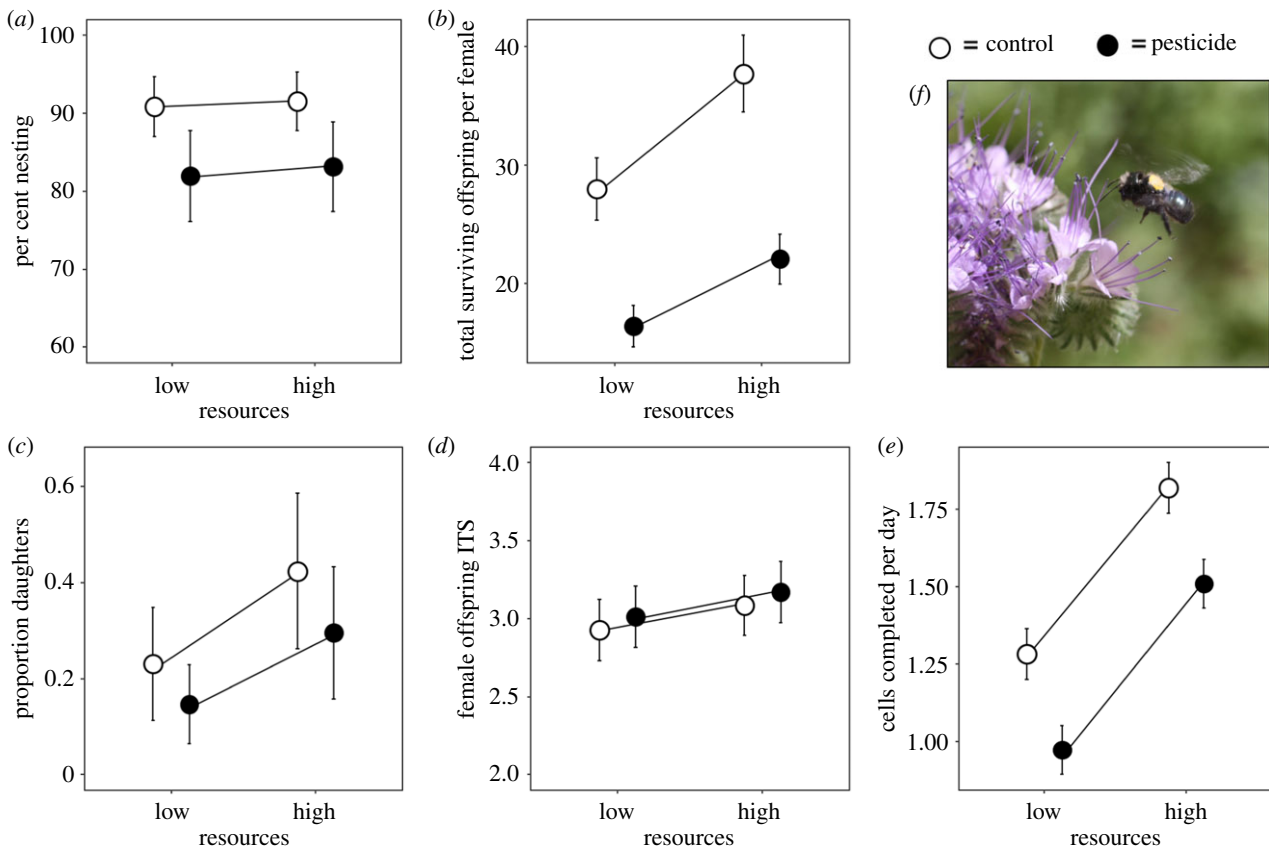 (a)
100
90
80
70
60
per cent nesting
low
high
resources
(b)
40
30
20
total surviving offspring per female
low
high
resources
= control
= pesticide
(f)
(c)
0.6
0.4
0.2
0
proportion daughters
low
high
resources
(d)
4.0
3.5
3.0
2.5
2.0
female offspring ITS
low
high
resources
(e)
1.75
1.50
1.25
1.00
cells completed per day
low
high
resources